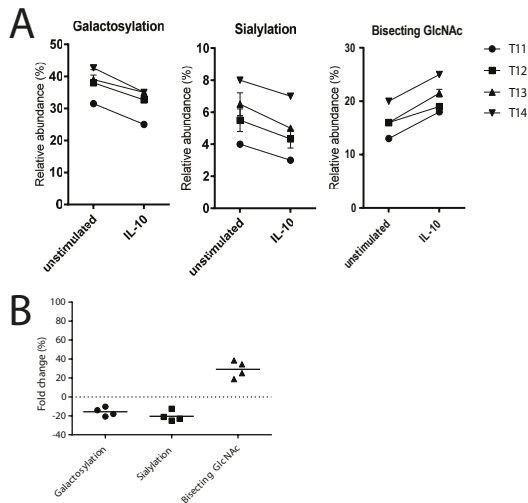 A
Galactosylation
Relative abundance (%)
50
40
30
20
10
0
unstimulated
IL-10
Sialylation
Relative abundance (%)
8
6
4
2
0
unstimulated
IL-10
Bisecting GlcNAc
Relative abundance (%)
20
10
0
unstimulated
IL-10
T11
T12
T13
T14
B
Fold change (%)
100
80
60
40
20
0
-20
-40
Galactosylation
Sialylation
Bisecting GlcNAc